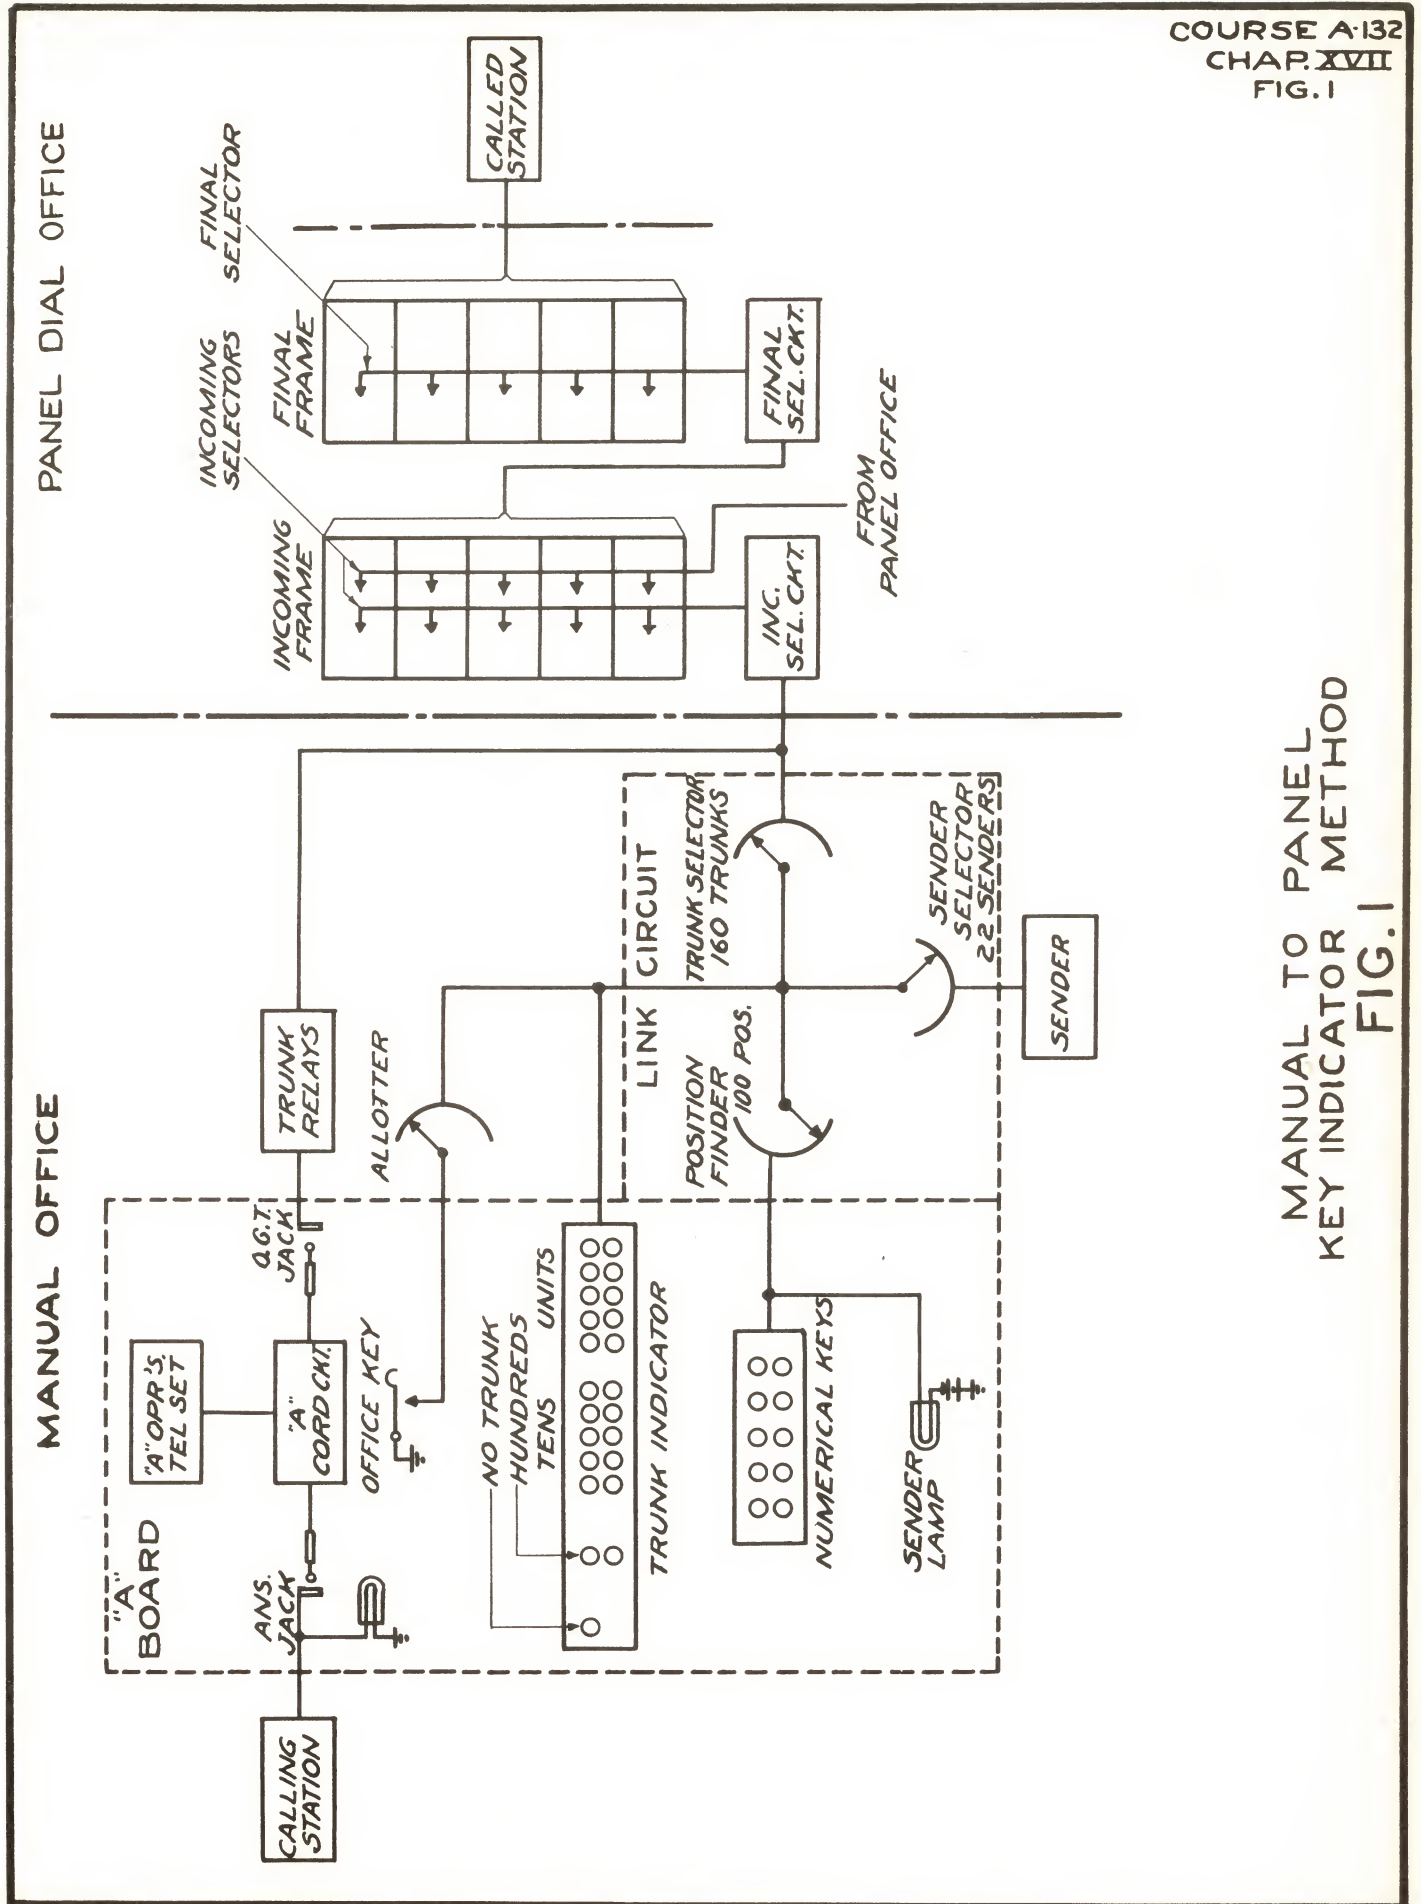 COURSE A-132
CHAP. XVII
FIG. 1
MANUAL OFFICE
PANEL DIAL OFFICE
"A"
BOARD
"A" OPR'S.
TEL SET
CALLING
STATION
ANS.
JACK
"A"
CORD CKT.
O.G.T.
JACK
TRUNK
RELAYS
OFFICE KEY
ALLOTTER
NO TRUNK
HUNDREDS
TENS
UNITS
TRUNK INDICATOR
LINK CIRCUIT
POSITION
FINDER
100 POS.
TRUNK SELECTOR
160 TRUNKS
SENDER
SELECTOR
22 SENDERS
SENDER
NUMERICAL KEYS
SENDER
LAMP
INCOMING
SELECTORS
FINAL
SELECTOR
INCOMING
FRAME
FINAL
FRAME
CALLED
STATION
INC.
SEL. CKT.
FINAL
SEL. CKT.
FROM
PANEL OFFICE
MANUAL TO PANEL
KEY INDICATOR METHOD
FIG. 1